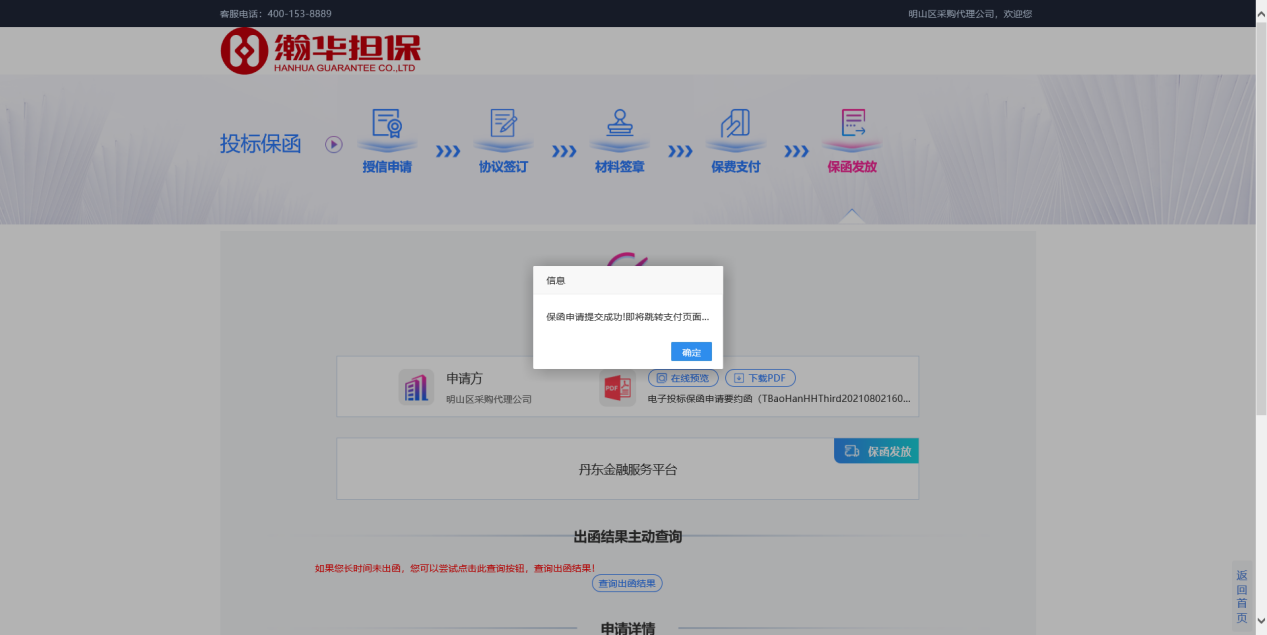 客服电话：400-153-8889
明山区采购代理公司，欢迎您
瀚华担保
HANHUA GUARANTEE CO.,LTD
投标保函
授信申请
协议签订
材料签章
保费支付
保函发放
信息
保函申请提交成功!即将跳转支付页面...
确定
申请方
明山区采购代理公司
PDF
在线预览
下载PDF
电子投标保函申请要约函（TBaoHanHHThird20210802160...
保函发放
丹东金融服务平台
出函结果主动查询
如果您长时间未出函，您可以尝试点击此查询按钮，查询出函结果！
查询出函结果
申请详情
返回首页